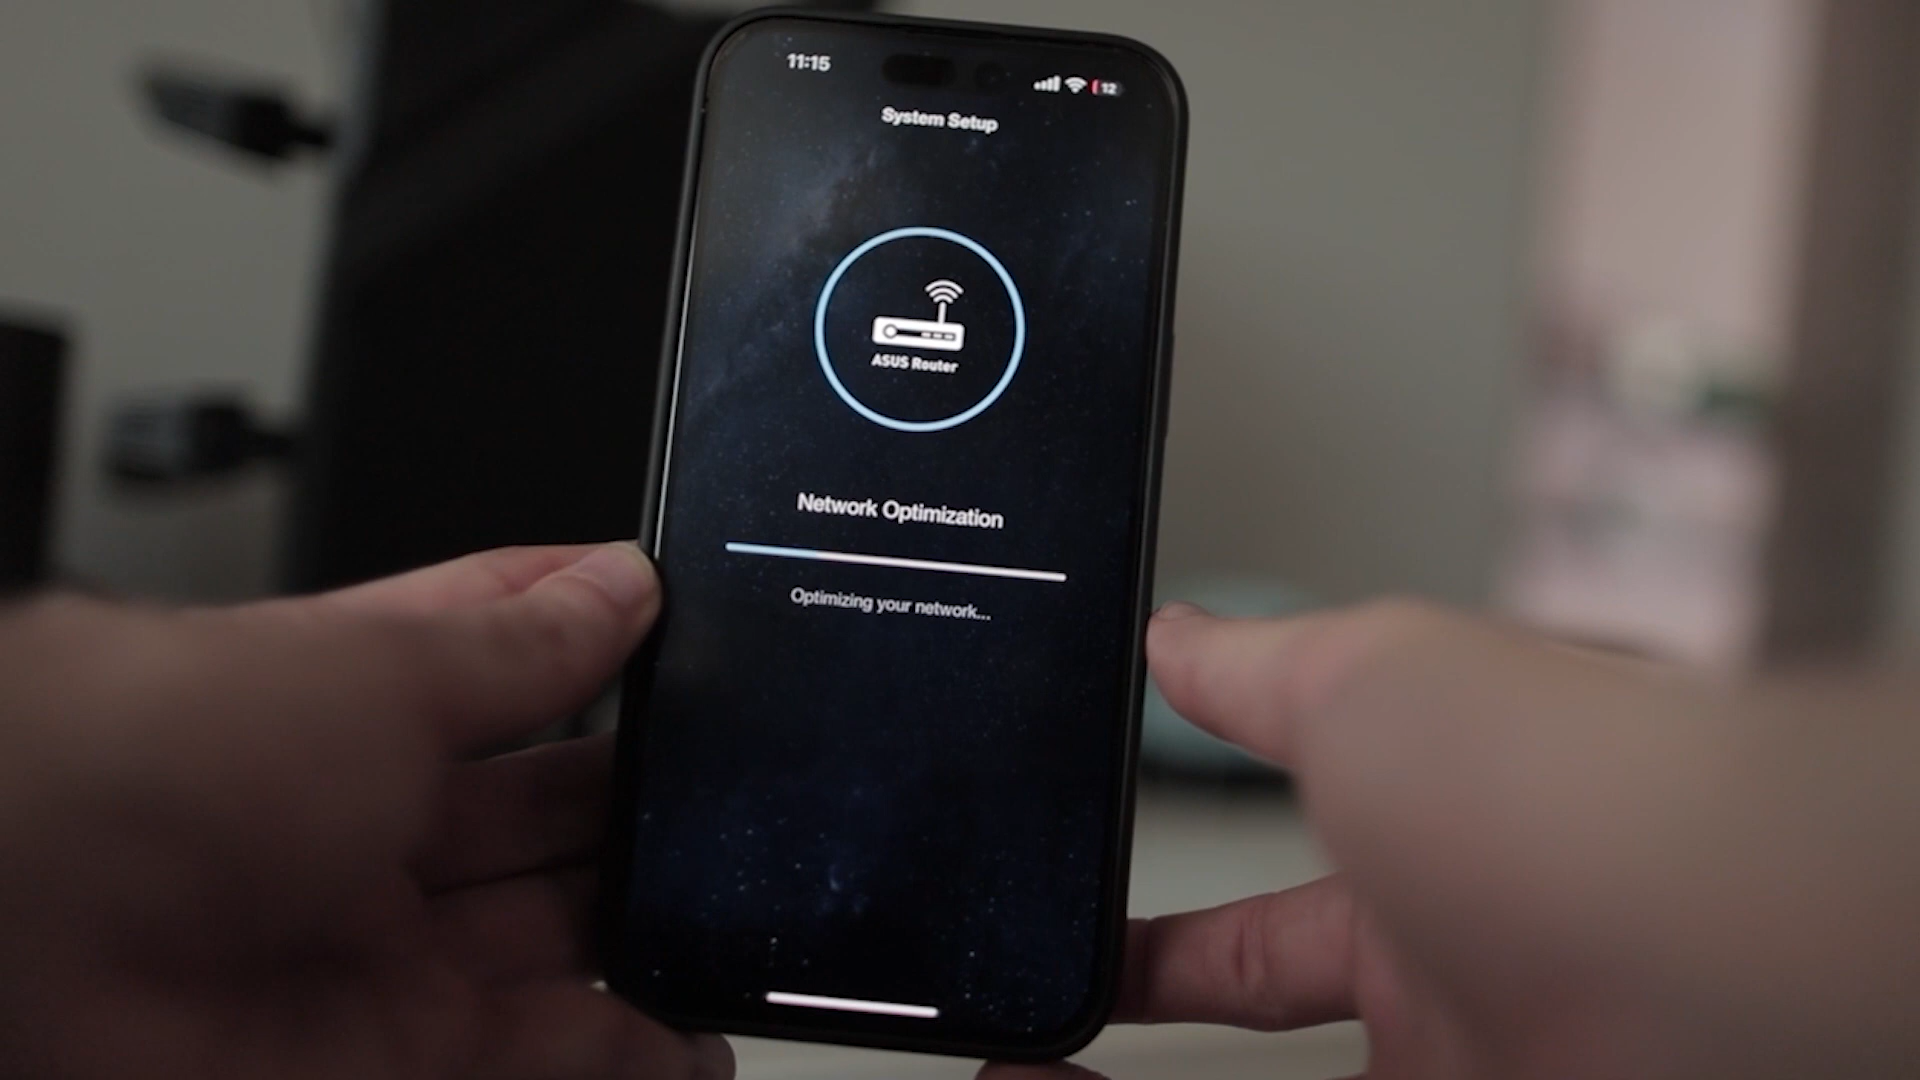 11:15
12
System Setup
ASUS Router
Network Optimization
Optimizing your network...